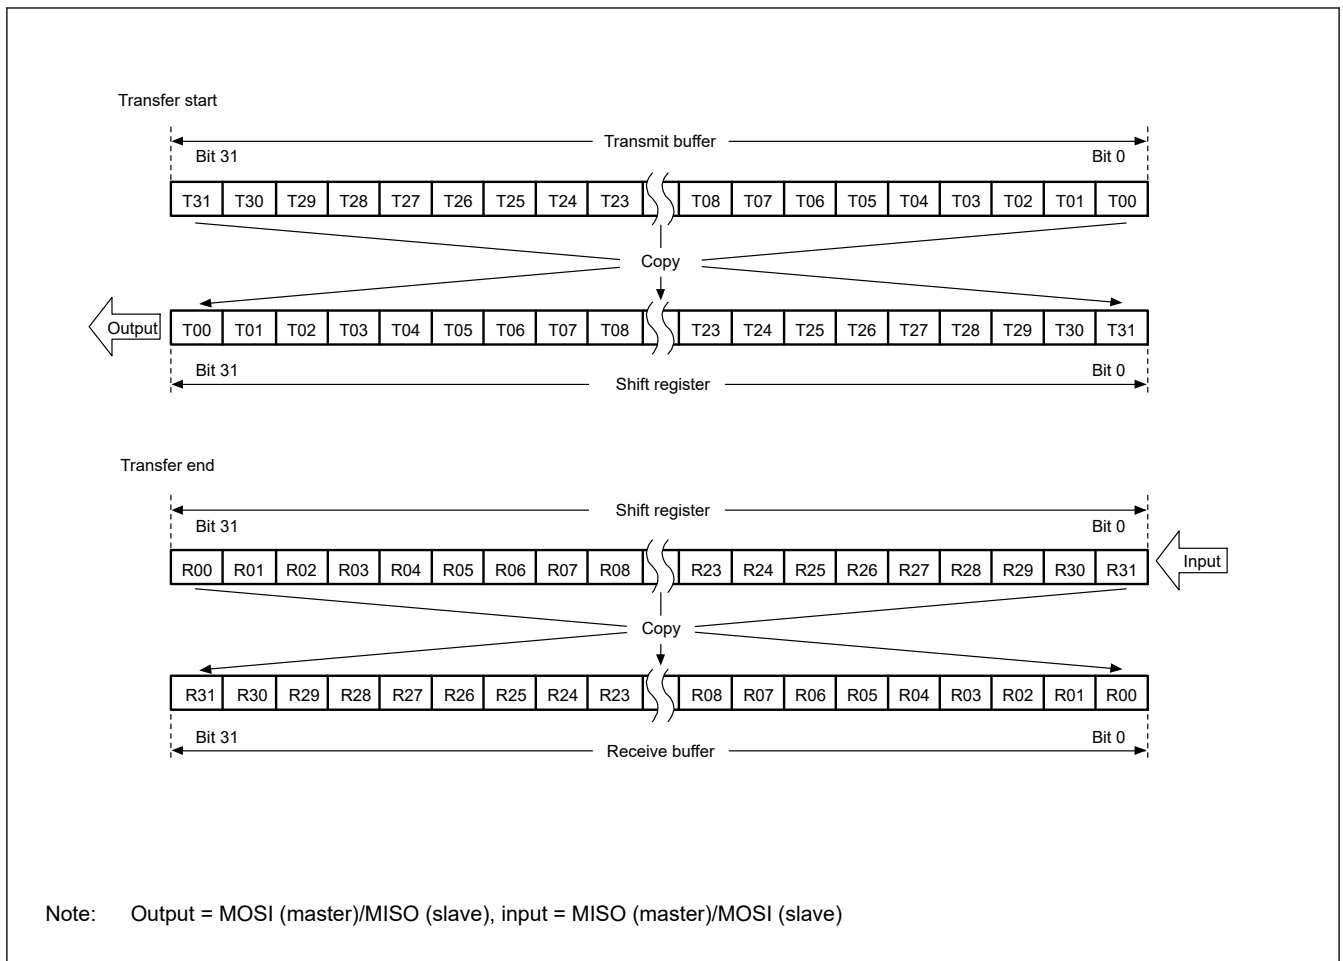 Transfer start
Transmit buffer
Bit 31 Bit 0
T31 T30 T29 T28 T27 T26 T25 T24 T23 T08 T07 T06 T05 T04 T03 T02 T01 T00
Copy
Output T00 T01 T02 T03 T04 T05 T06 T07 T08 T23 T24 T25 T26 T27 T28 T29 T30 T31
Bit 31 Bit 0
Shift register
Transfer end
Shift register
Bit 31 Bit 0
R00 R01 R02 R03 R04 R05 R06 R07 R08 R23 R24 R25 R26 R27 R28 R29 R30 R31 Input
Copy
R31 R30 R29 R28 R27 R26 R25 R24 R23 R08 R07 R06 R05 R04 R03 R02 R01 R00
Bit 31 Bit 0
Receive buffer
Note: Output = MOSI (master)/MISO (slave), input = MISO (master)/MOSI (slave)